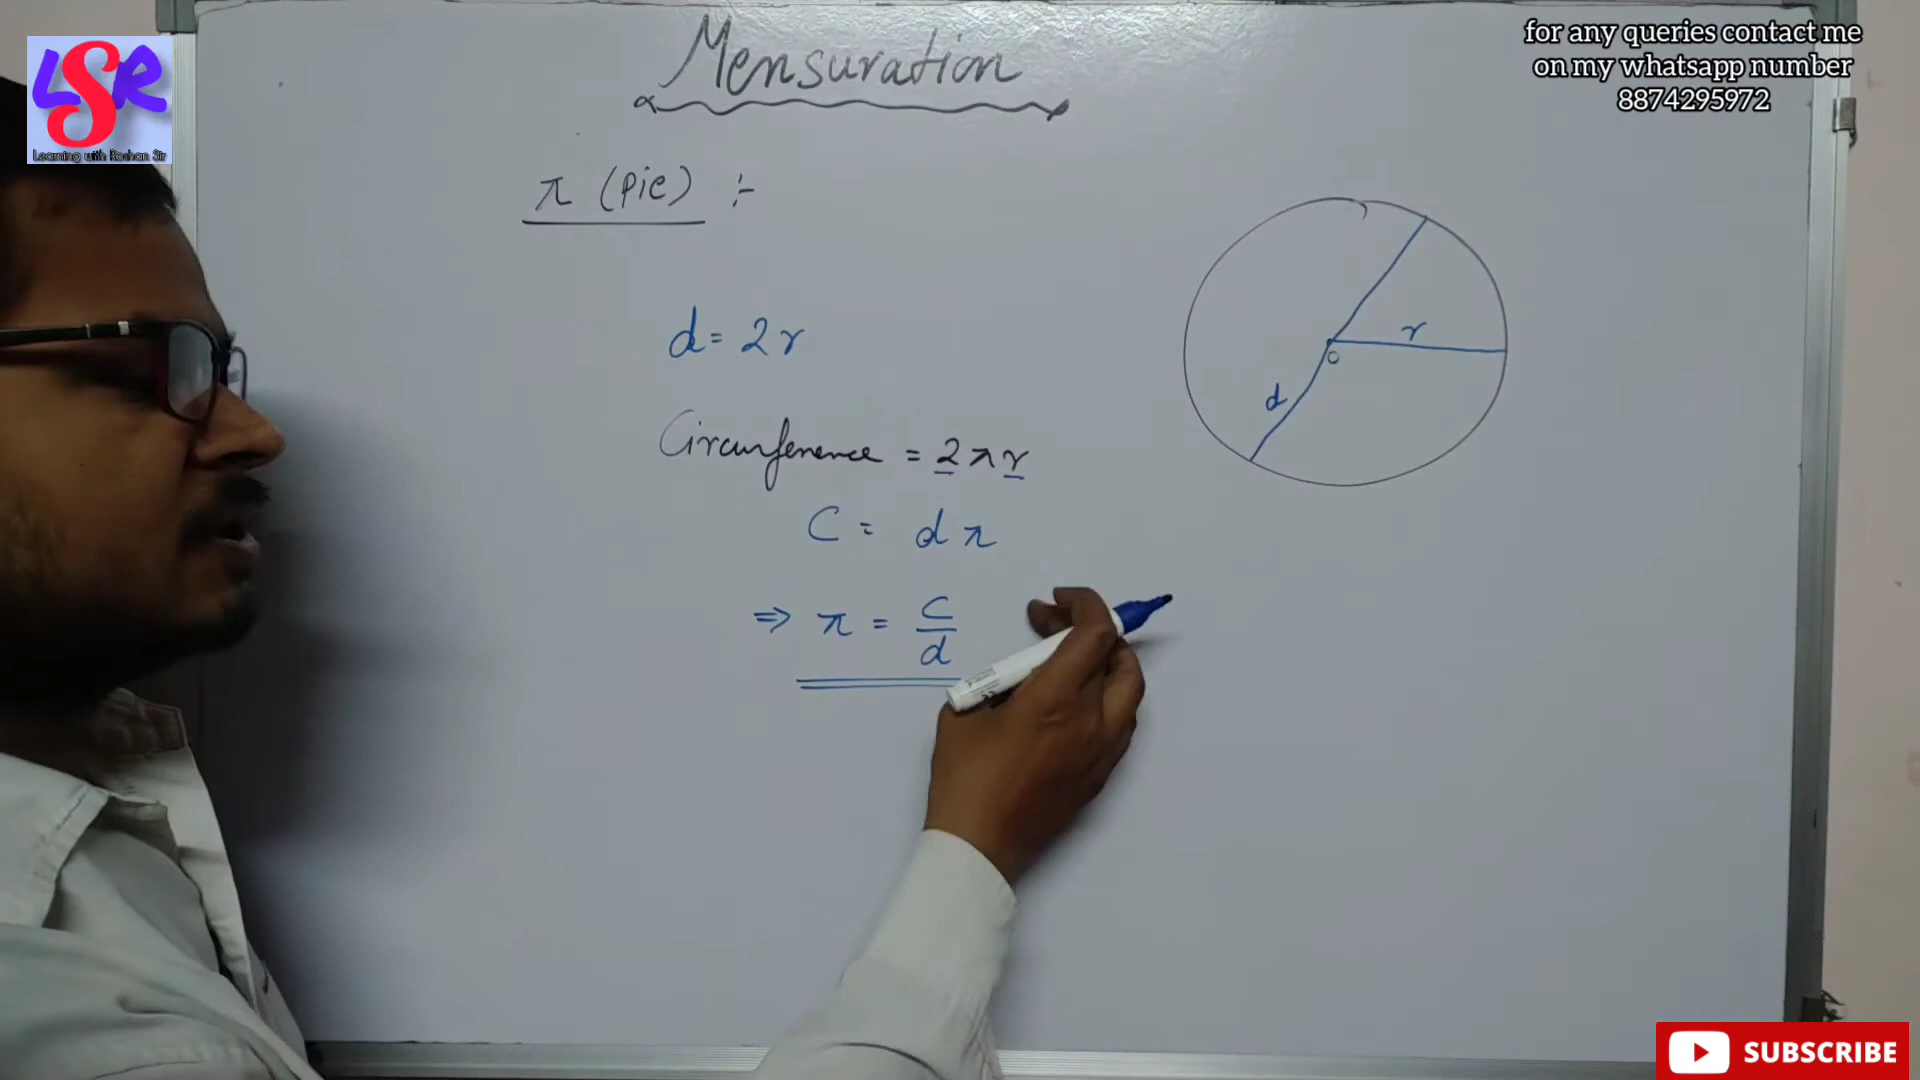 LSR
Learning with Roshan Sir
for any queries contact me
on my whatsapp number
8874295972
Mensuration
π (Pie) :-
d = 2r
Circumference = 2πr
C = dπ
⇒ π = C/d
r
o
d
SUBSCRIBE